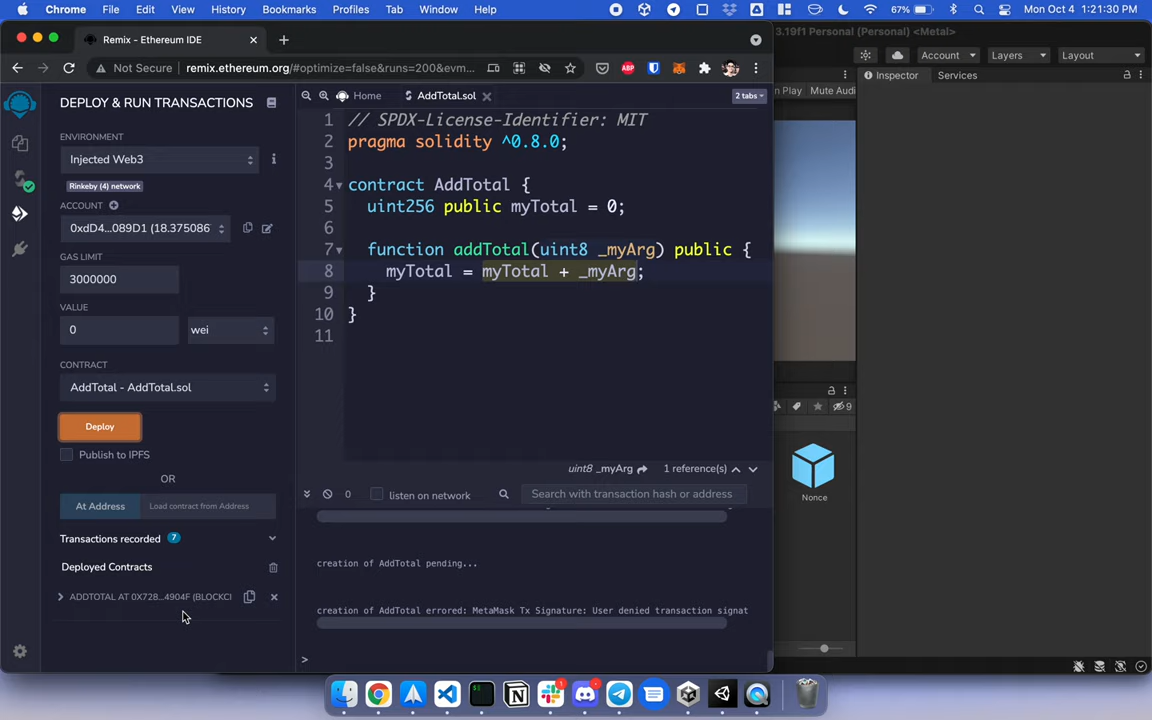 Chrome File Edit View History Bookmarks Profiles Tab Window Help 67% Mon Oct 4 1:21:30 PM
Remix - Ethereum IDE
3.19f1 Personal (Personal) <Metal>
Not Secure remix.ethereum.org/#optimize=false&runs=200&evm...
ABP
Account Layers Layout
Inspector Services
n Play Mute Audi
DEPLOY & RUN TRANSACTIONS
ENVIRONMENT
Injected Web3
Rinkeby (4) network
ACCOUNT
0xdD4...089D1 (18.375086
GAS LIMIT
3000000
VALUE
0 wei
CONTRACT
AddTotal - AddTotal.sol
Deploy
Publish to IPFS
OR
At Address Load contract from Address
Transactions recorded 7
Deployed Contracts
ADDTOTAL AT 0X728...4904F (BLOCKCI
Home AddTotal.sol 2 tabs
1 // SPDX-License-Identifier: MIT
2 pragma solidity ^0.8.0;
3
4 contract AddTotal {
5 uint256 public myTotal = 0;
6
7 function addTotal(uint8 _myArg) public {
8 myTotal = myTotal + _myArg;
9 }
10 }
11
uint8 _myArg 1 reference(s)
0 listen on network Search with transaction hash or address
creation of AddTotal pending...
creation of AddTotal errored: MetaMask Tx Signature: User denied transaction signat
>
9
Nonce